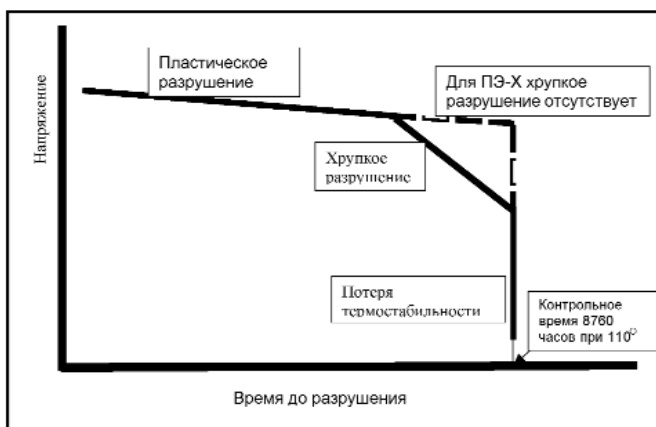 Пластическое
разрушение
Для ПЭ-Х хрупкое
разрушение отсутствует
Напряжение
Хрупкое
разрушение
Потеря
термостабильности
Контрольное
время 8760
часов при 110°
Время до разрушения